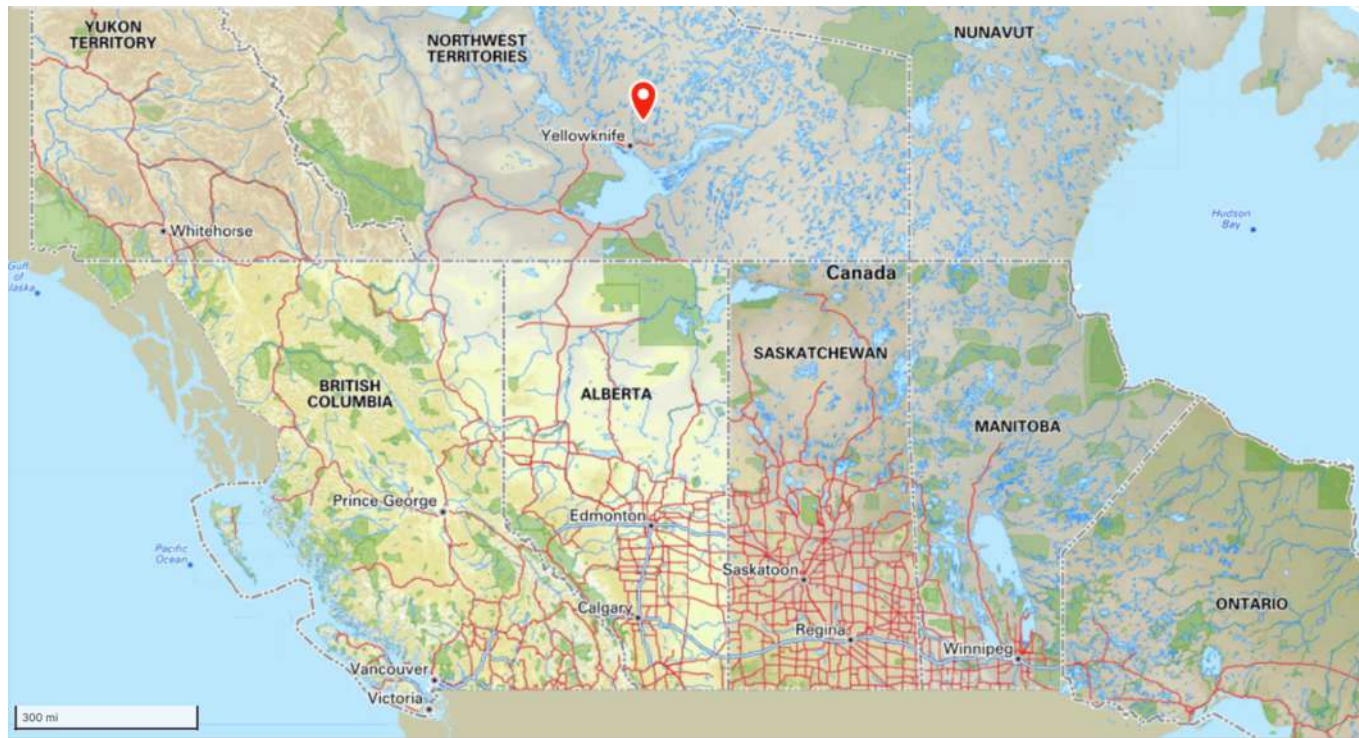 YUKON
TERRITORY
NORTHWEST
TERRITORIES
NUNAVUT
Yellowknife
Whitehorse
Hudson
Bay
Gulf
of
Canada
SASKATCHEWAN
BRITISH
COLUMBIA
ALBERTA
MANITOBA
Prince George
Edmonton
Pacific
Ocean
Saskatoon
Calgary
ONTARIO
Regina
Winnipeg
Vancouver
Victoria
300 mi